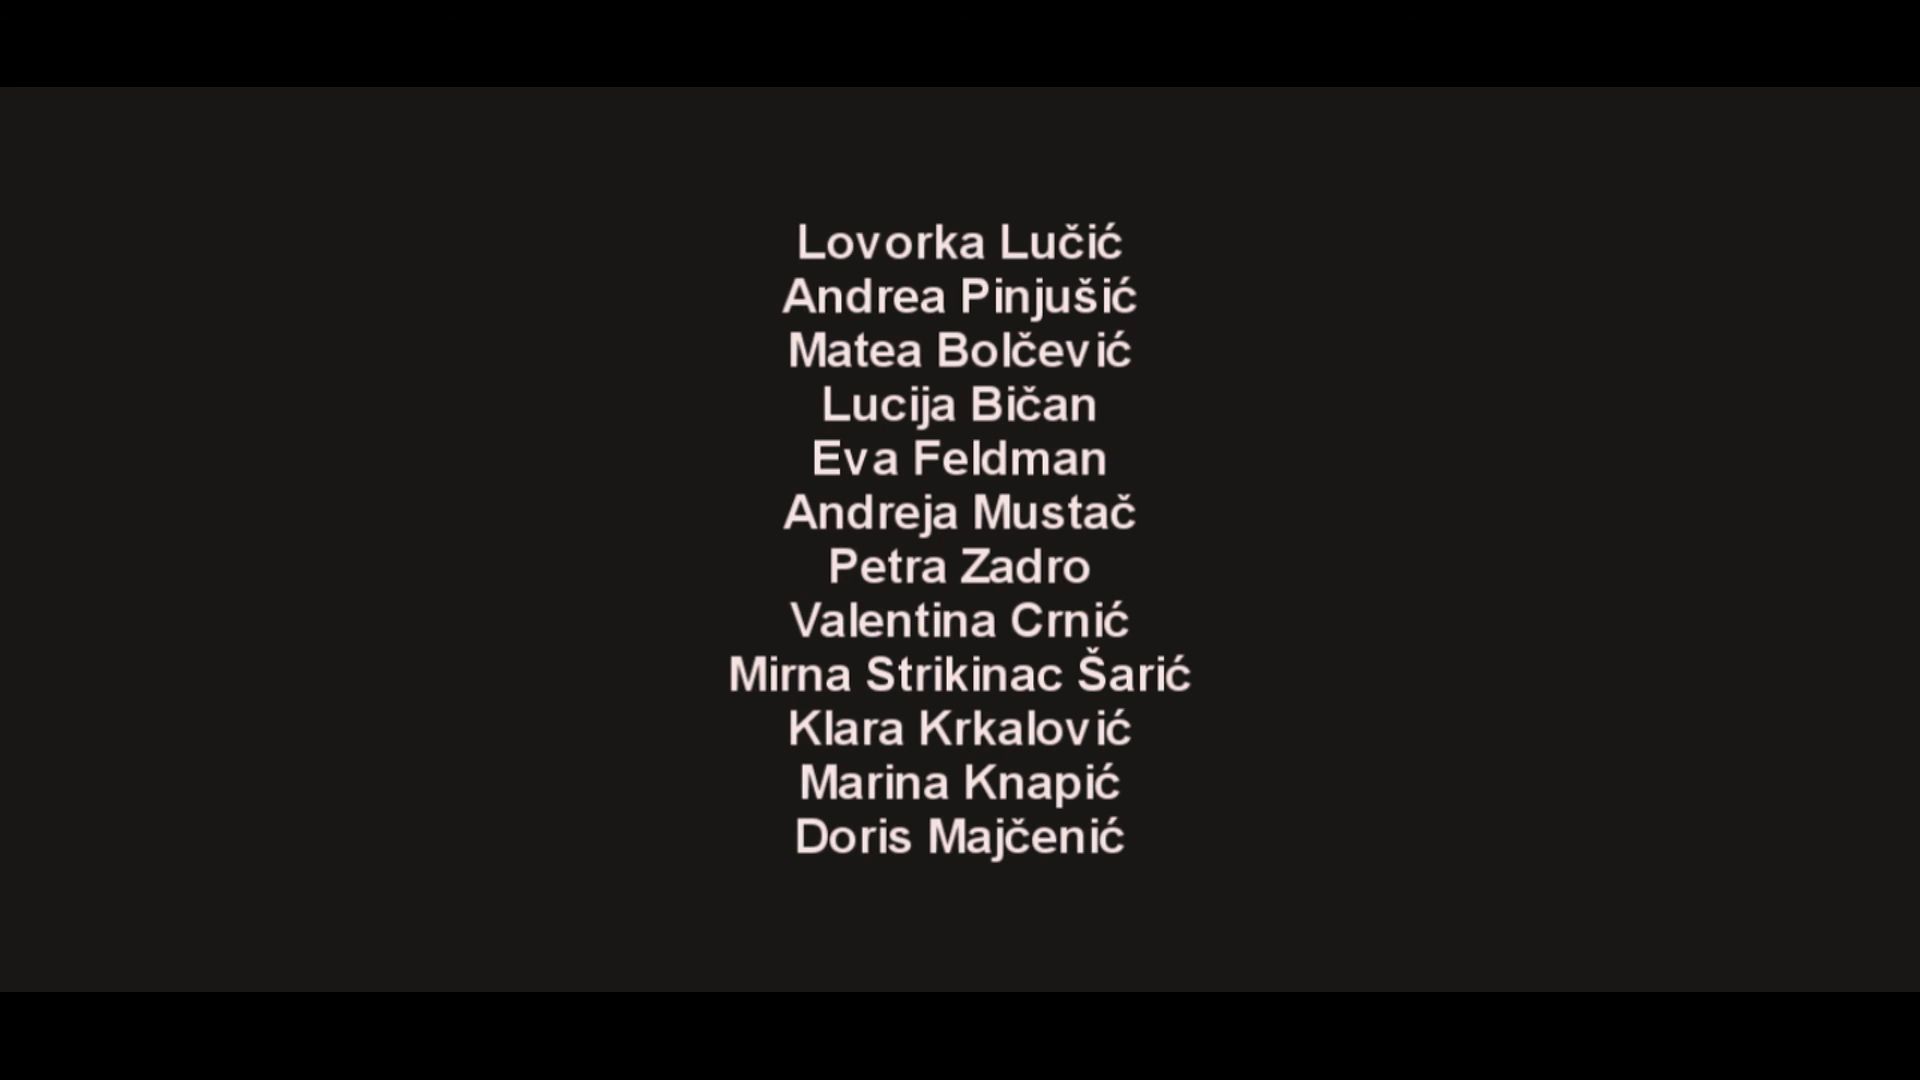 Lovorka Lučić
Andrea Pinjušić
Matea Bolčević
Lucija Bičan
Eva Feldman
Andreja Mustač
Petra Zadro
Valentina Crnić
Mirna Strikinac Šarić
Klara Krkalović
Marina Knapić
Doris Majčenić